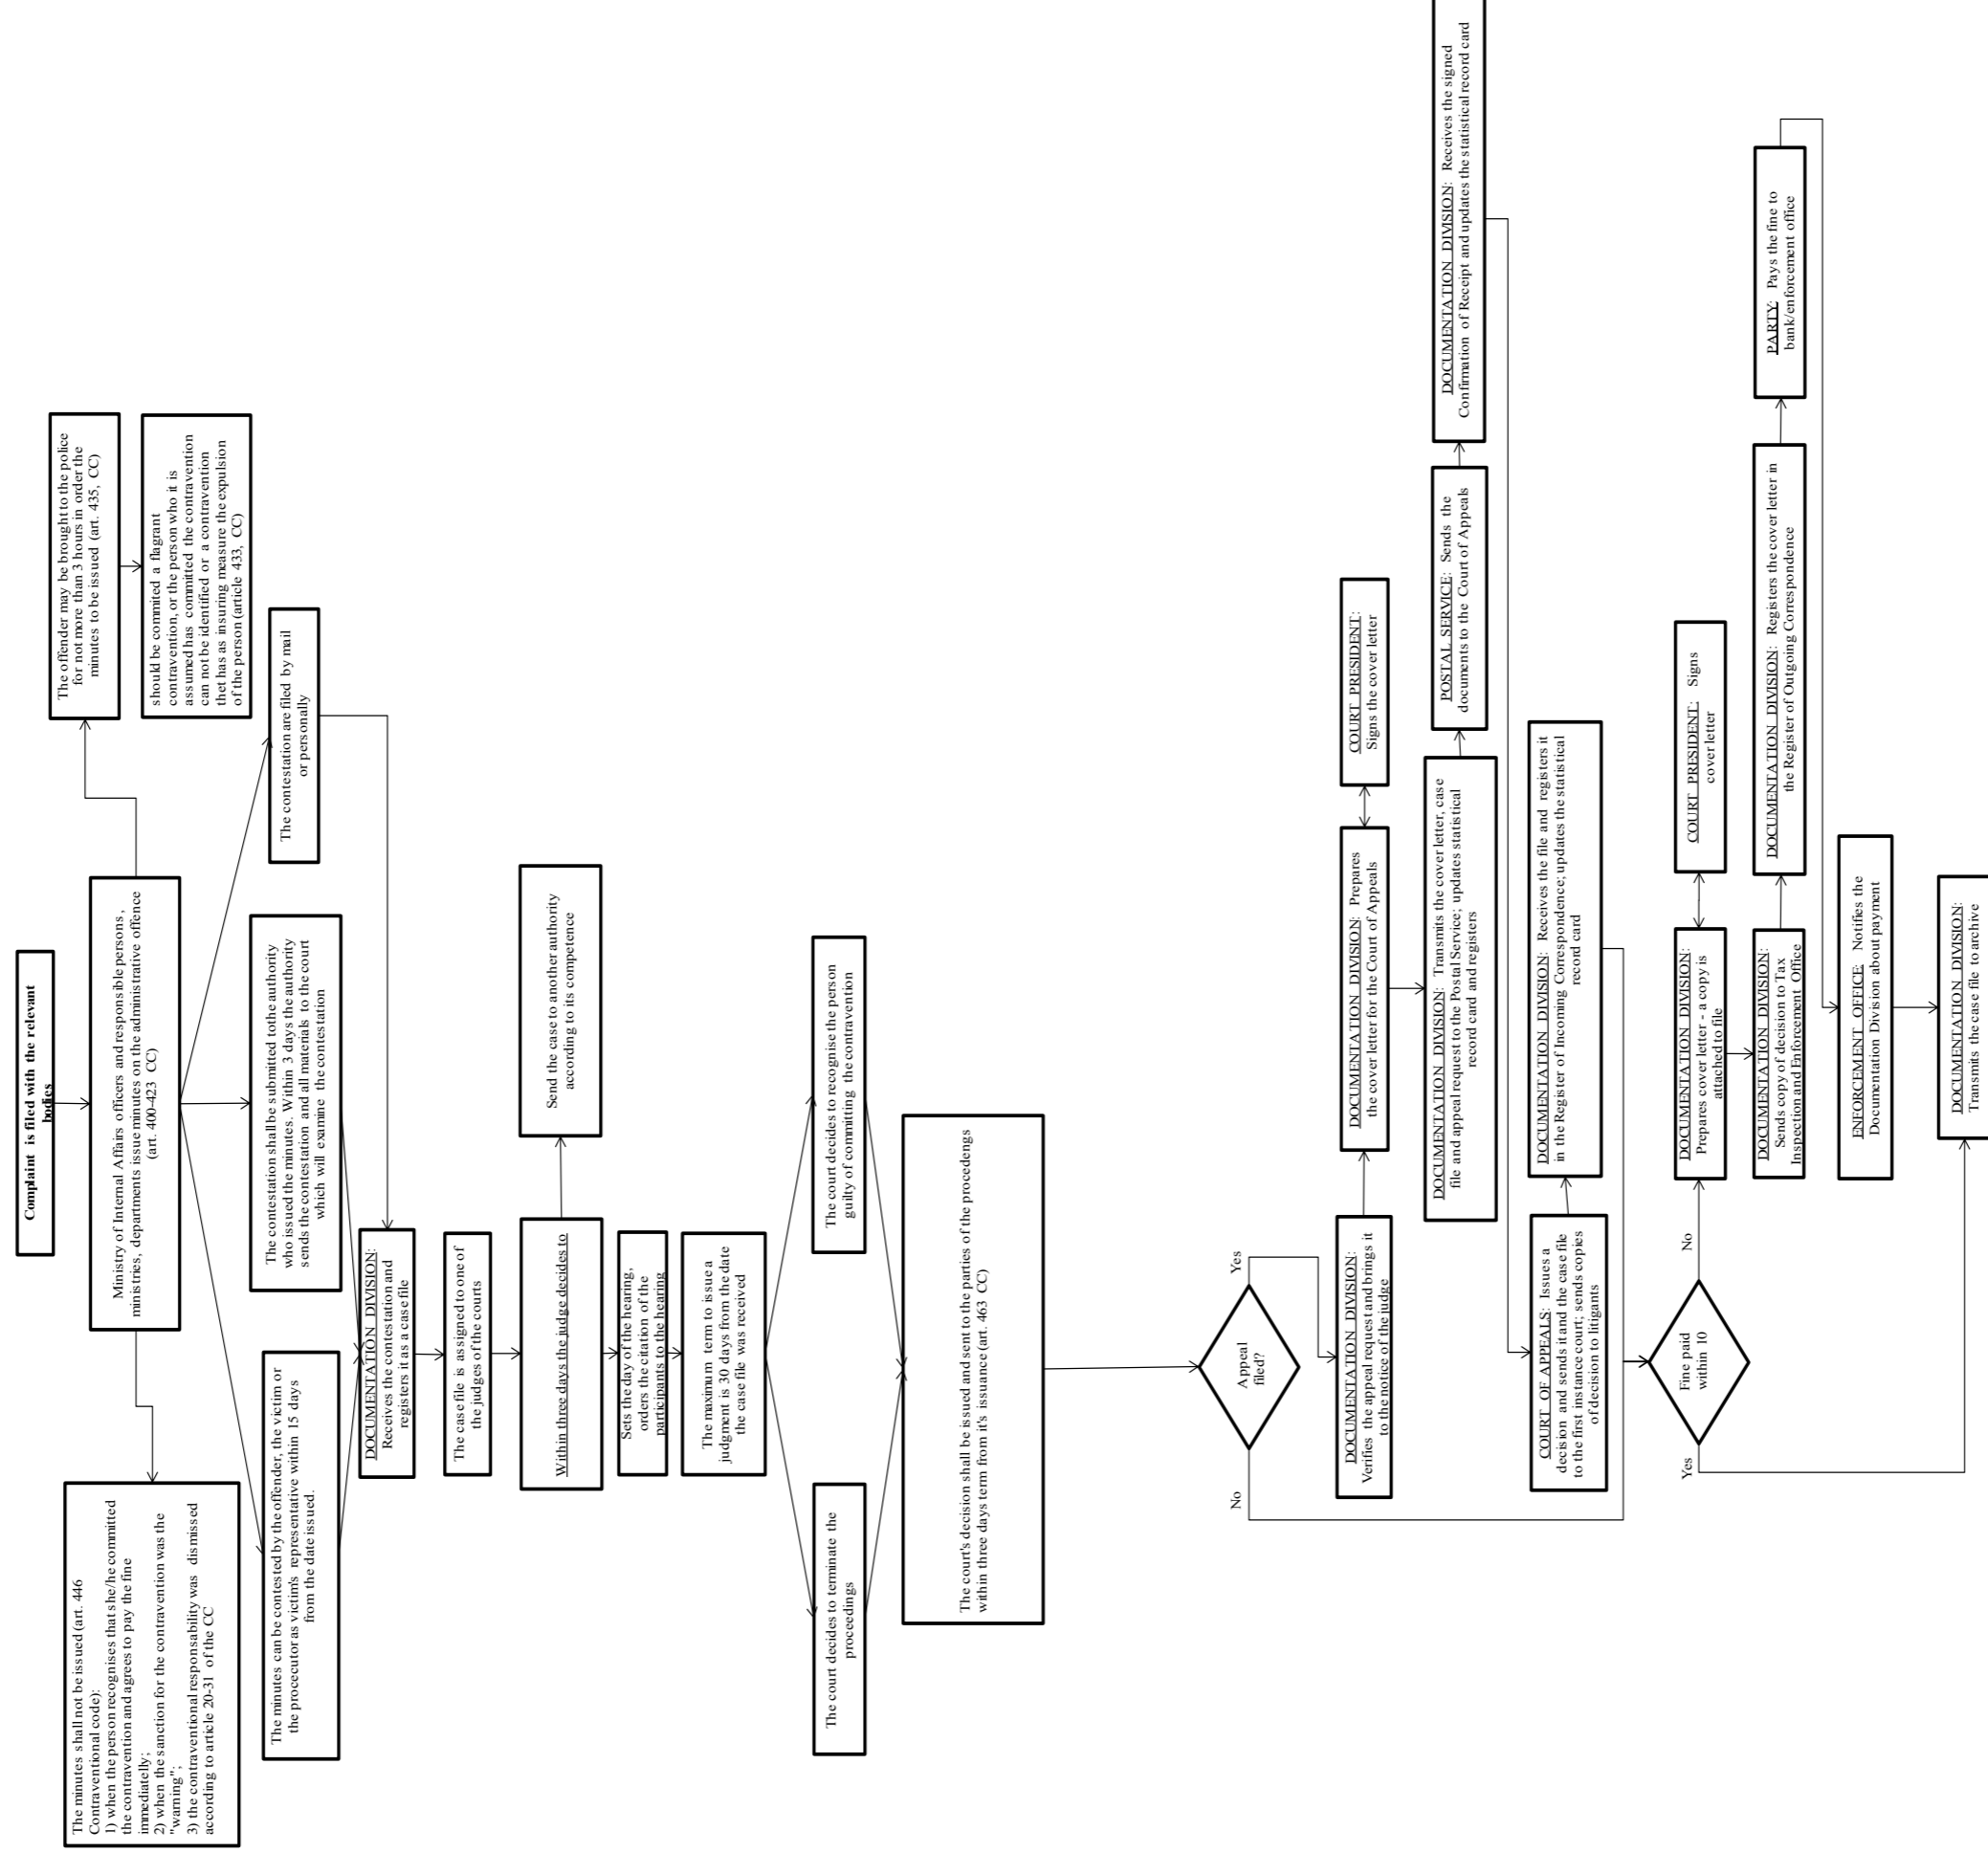 Complaint is filed with the relevant
bodies
Ministry of Internal Affairs officers and responsible persons,
ministries, departments issue minutes on the administrative offence
(art. 400-423 CC)
The offender may be brought to the police
for not more than 3 hours in order the
minutes to be issued (art. 435, CC)
should be commited a flagrant
contravention, or the person who it is
assumed has committed the contravention
can not be identified or a contravention
thet has as insuring measure the expulsion
of the person (article 433, CC)
The minutes shall not be issued (art. 446
Contraventional code):
1) when the person recognises that she/he committed
the contravention and agrees to pay the fine
immediatelly;
2) when the sanction for the contravention was the
"warning";
3) the contraventional responsability was dismissed
according to article 20-31 of the CC
The minutes can be contested by the offender, the victim or
the procecutor as victim's representative within 15 days
from the date issued.
The contestation shall be submitted tothe authority
who issued the minutes. Within 3 days the authority
sends the contestation and all materials to the court
which will examine the contestation
The contestation are filed by mail
or personally
DOCUMENTATION DIVISION:
Receives the contestation and
registers it as a case file
The case file is assigned to one of
the judges of the courts
Within three days the judge decides to
Send the case to another authority
according to its competence
Sets the day of the hearing,
orders the citation of the
participants to the hearing
The maximum term to issue a
judgment is 30 days from the date
the case file was received
The court decides to terminate the
proceedings
The court decides to recognise the person
guilty of committing the contravention
The court's decision shall be issued and sent to the parties of the procedengs
within three days term from it's issuance (art. 463 CC)
Appeal
filed?
Yes
No
DOCUMENTATION DIVISION:
Verifies the appeal request and brings it
to the notice of the judge
DOCUMENTATION DIVISION: Prepares
the cover letter for the Court of Appeals
COURT PRESIDENT:
Signs the cover letter
DOCUMENTATION DIVISION: Transmits the cover letter, case
file and appeal request to the Postal Service; updates statistical
record card and registers
POSTAL SERVICE: Sends the
documents to the Court of Appeals
DOCUMENTATION DIVISION: Receives the signed
Confirmation of Receipt and updates the statistical record card
COURT OF APPEALS: Issues a
decision and sends it and the case file
to the first instance court; sends copies
of decision to litigants
DOCUMENTATION DIVISION: Receives the file and registers it
in the Register of Incoming Correspondence; updates the statistical
record card
Fine paid
within 10
Yes
No
DOCUMENTATION DIVISION:
Prepares cover letter - a copy is
attached to file
COURT PRESIDENT: Signs
cover letter
DOCUMENTATION DIVISION:
Sends copy of decision to Tax
Inspection and Enforcement Office
DOCUMENTATION DIVISION: Registers the cover letter in
the Register of Outgoing Correspondence
PARTY: Pays the fine to
bank/enforcement office
ENFORCEMENT OFFICE: Notifies the
Documentation Division about payment
DOCUMENTATION DIVISION:
Transmits the case file to archive